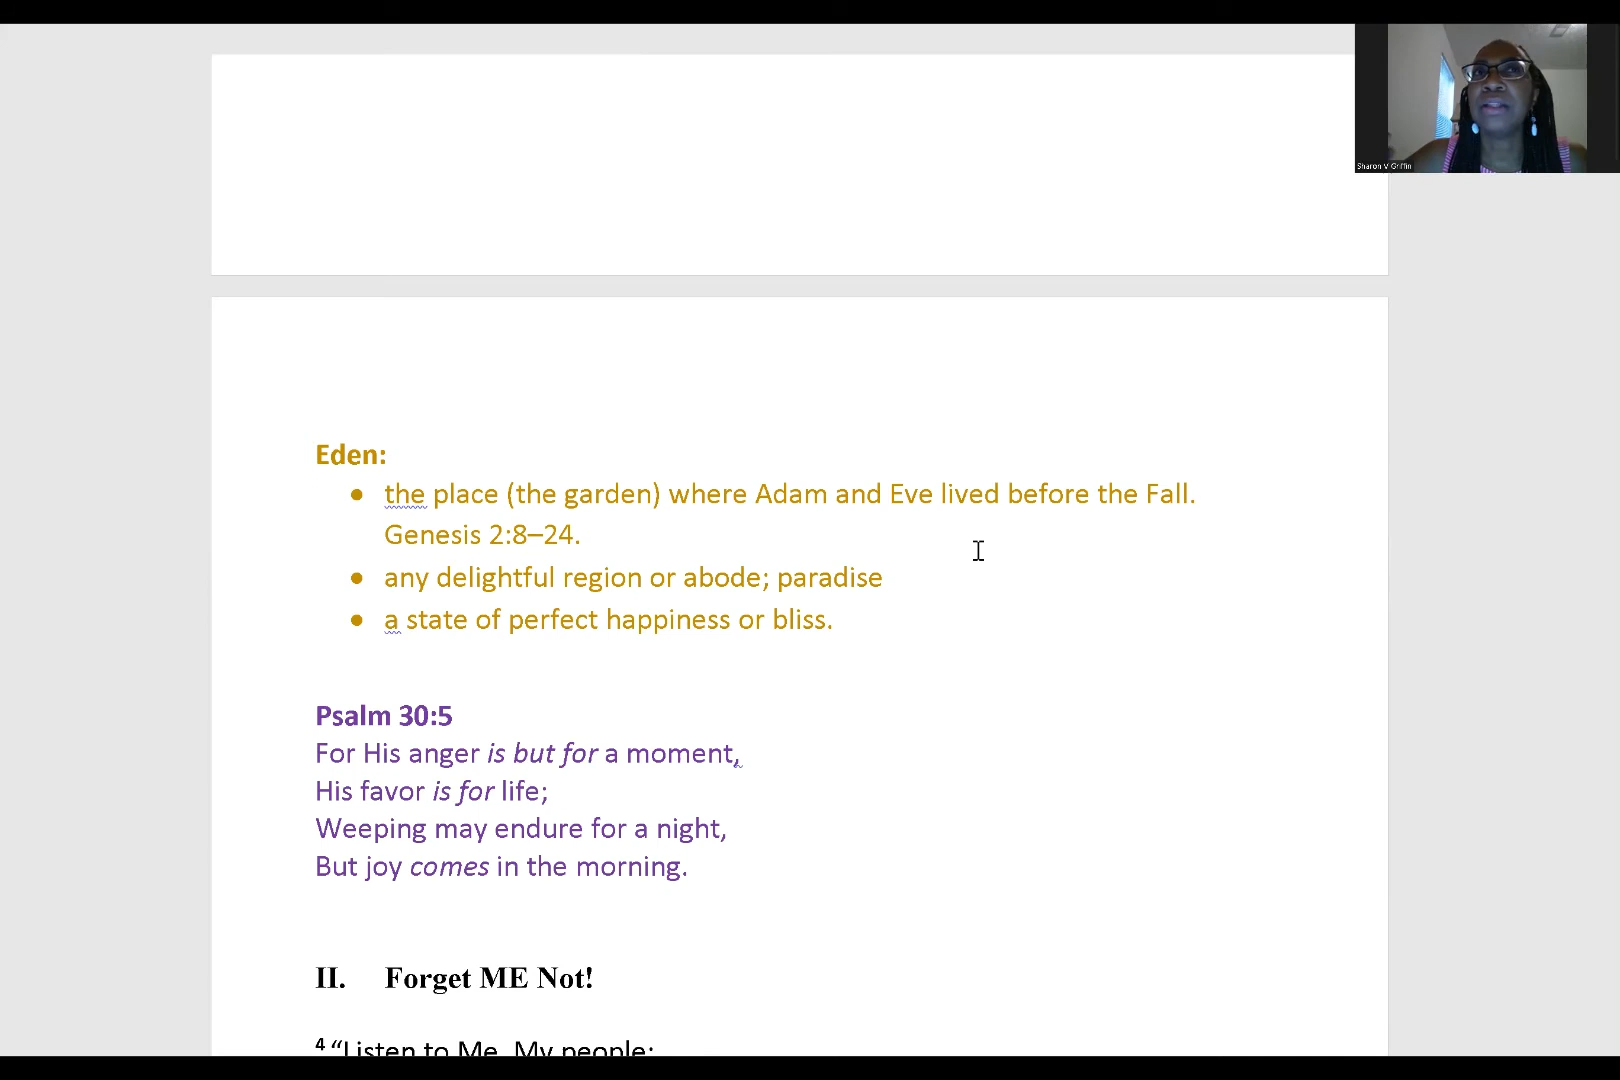 Sharon V Griffin
Eden:
• the place (the garden) where Adam and Eve lived before the Fall.
Genesis 2:8–24.
• any delightful region or abode; paradise
• a state of perfect happiness or bliss.
Psalm 30:5
For His anger is but for a moment,
His favor is for life;
Weeping may endure for a night,
But joy comes in the morning.
II. Forget ME Not!
4 “Listen to Me, My people;